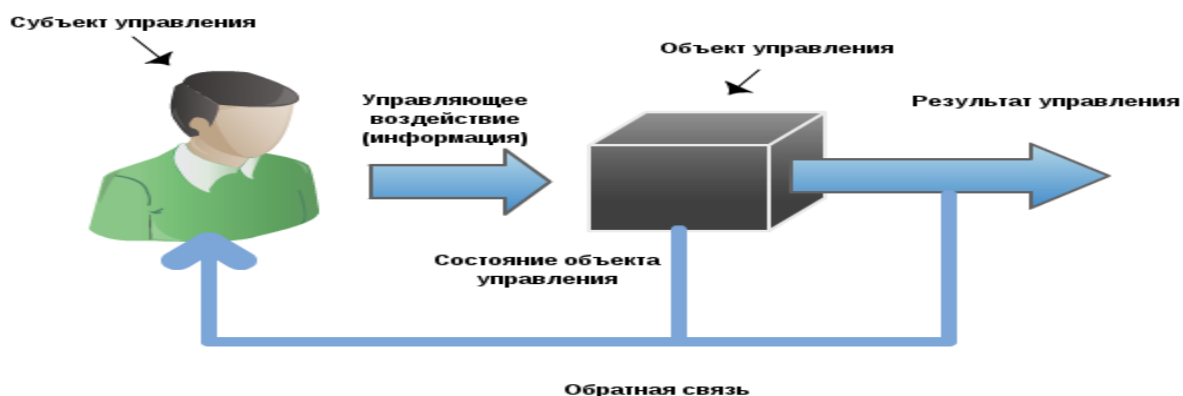 Субъект управления
Объект управления
Управляющее
воздействие
(информация)
Результат управления
Состояние объекта
управления
Обратная связь